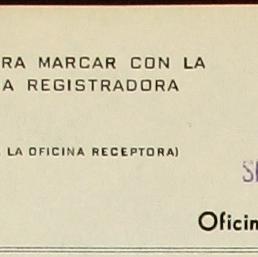 RA MARCAR CON LA
A REGISTRADORA
LA OFICINA RECEPTORA)
Oficin